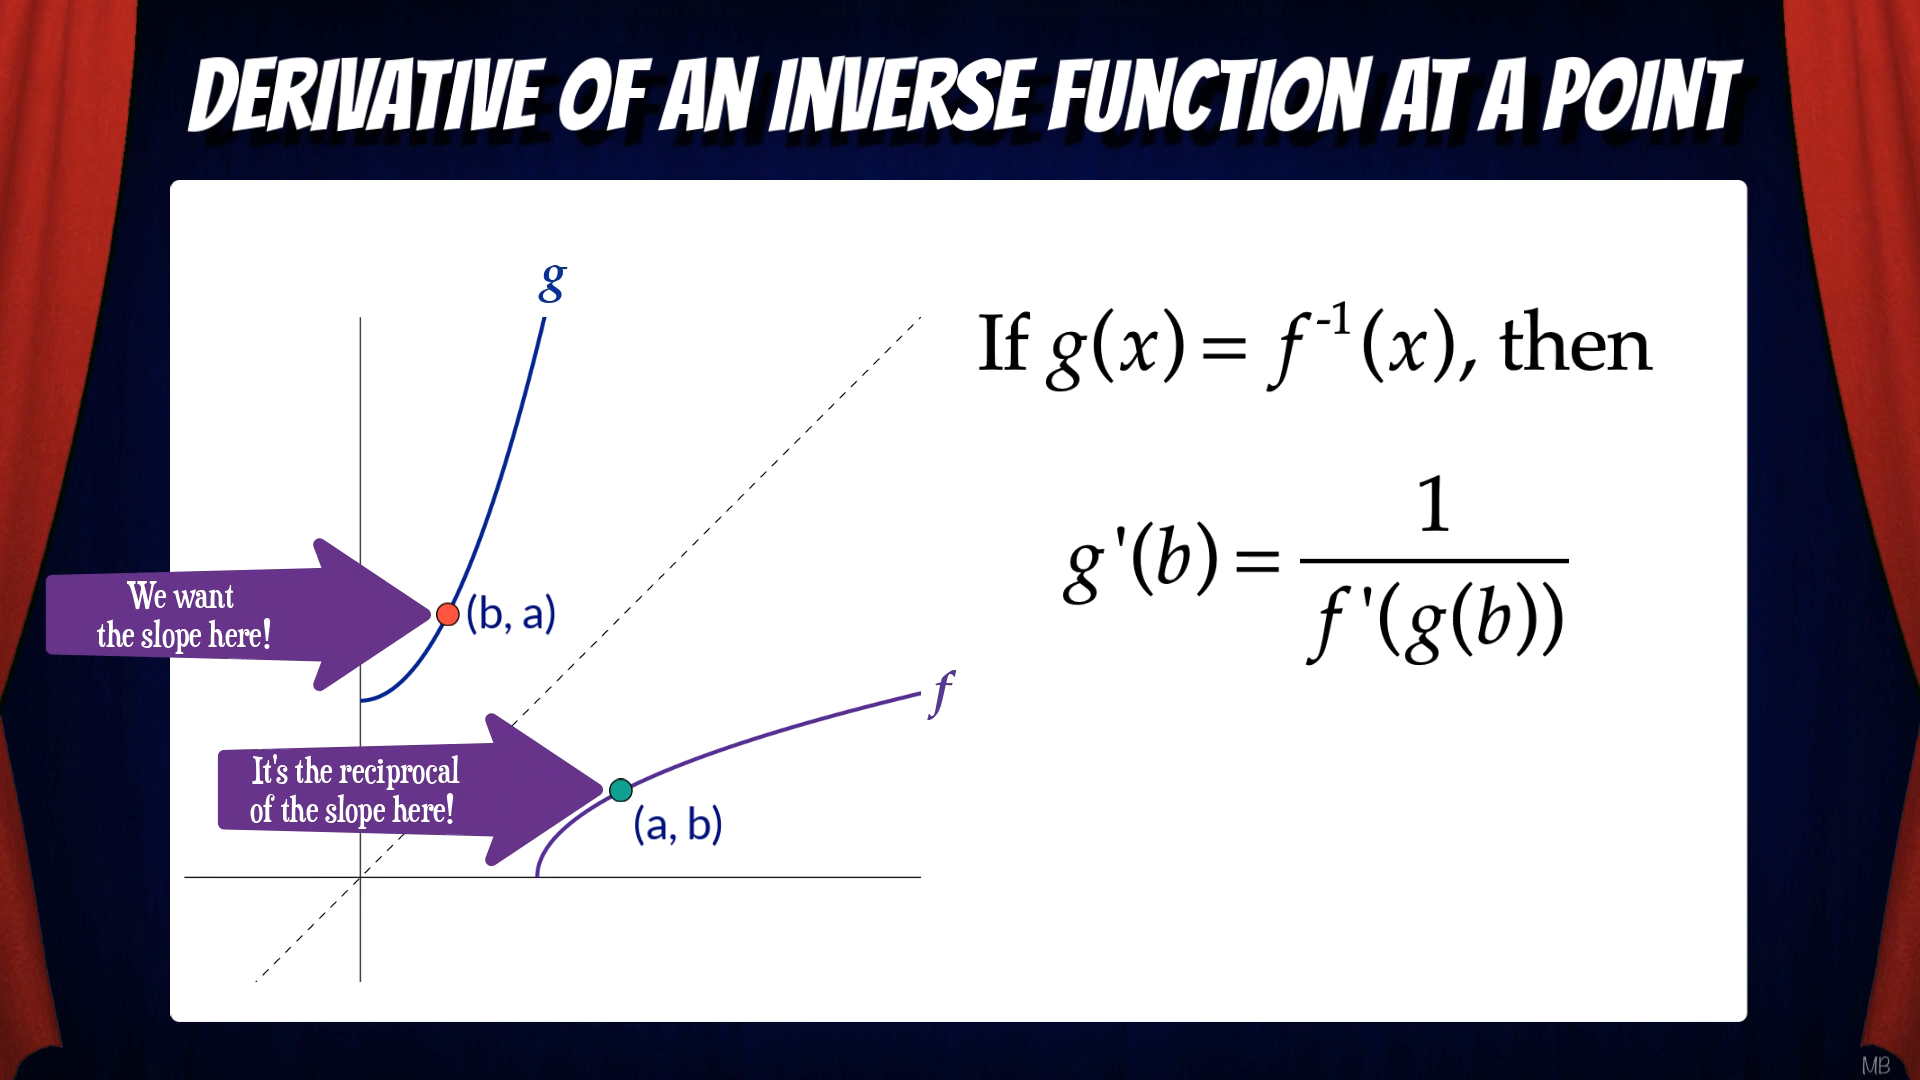 DERIVATIVE OF AN INVERSE FUNCTION AT A POINT
g
If g(x) = f⁻¹(x), then
g'(b) = 1 / f'(g(b))
We want
the slope here!
(b, a)
f
It's the reciprocal
of the slope here!
(a, b)
MB